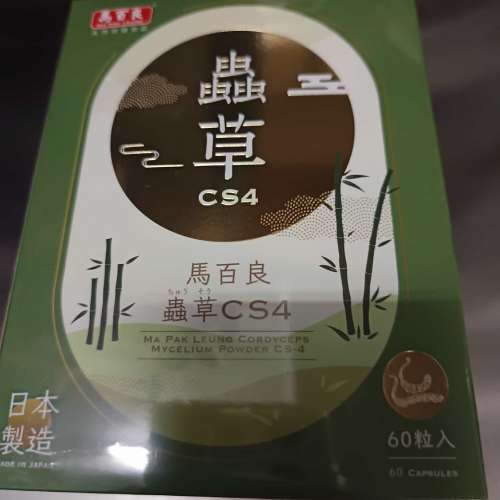 馬百良
蟲
草
CS4
馬百良
ちゅう そう
蟲草CS4
MA PAK LEUNG CORDYCEPS
MYCELIUM POWDER CS-4
日本
製造
MADE IN JAPAN
60粒入
60 CAPSULES